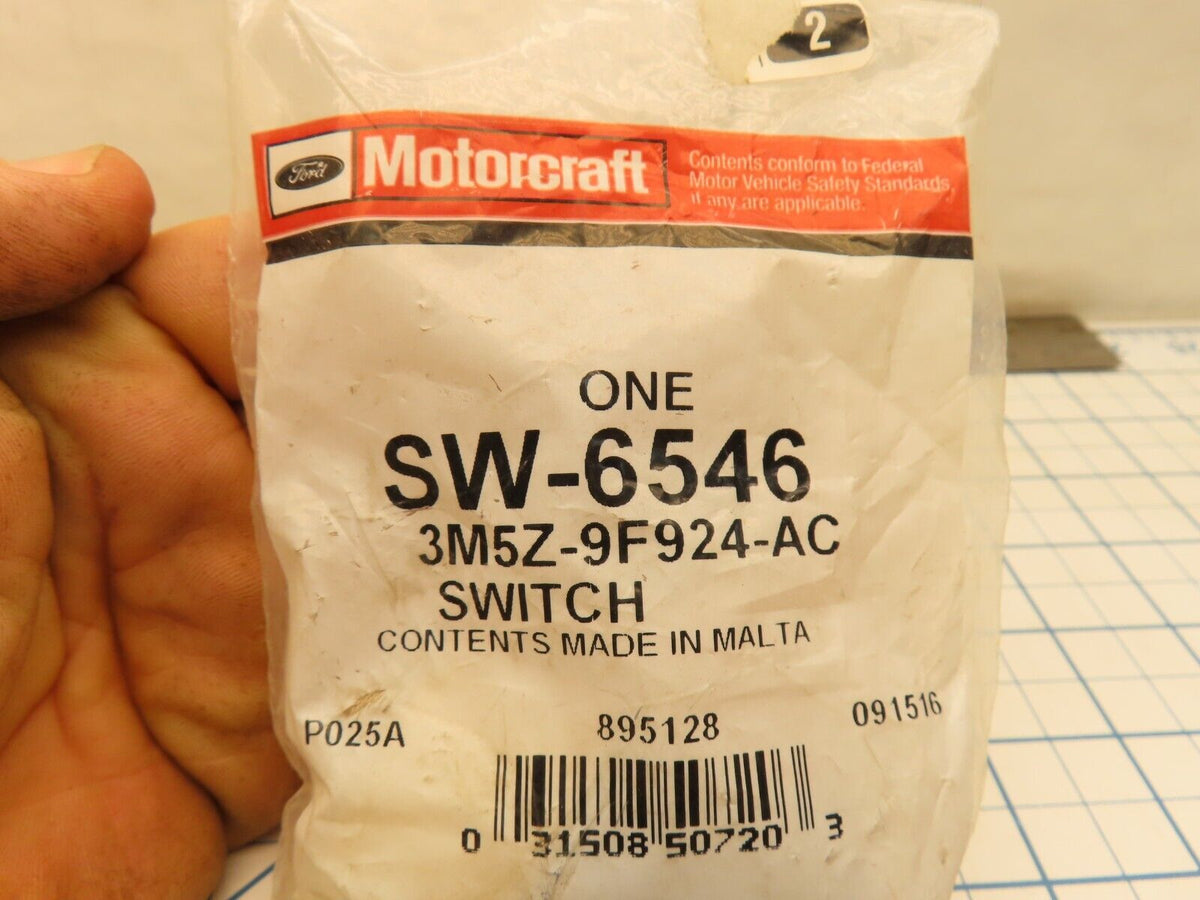 2
Ford
Motorcraft
Contents conform to Federal
Motor Vehicle Safety Standards,
if any are applicable.
ONE
SW-6546
3M5Z-9F924-AC
SWITCH
CONTENTS MADE IN MALTA
P025A 895128 091516
0 31508 50720 3